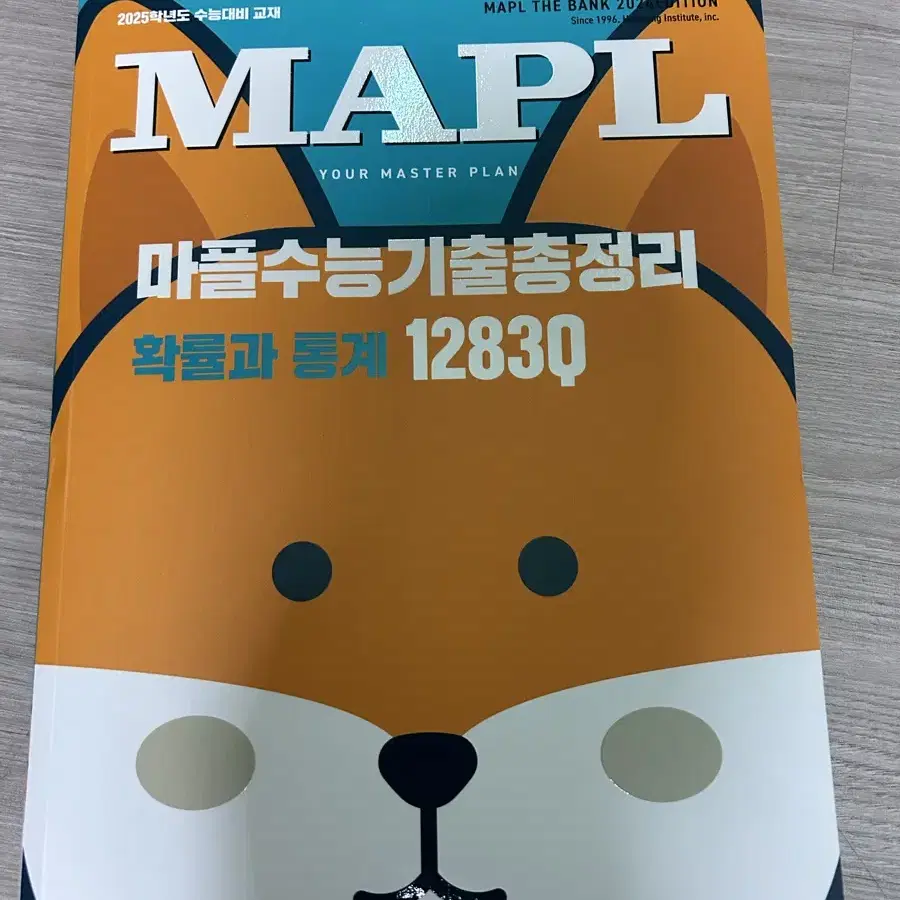 2025학년도 수능대비 교재
MAPL THE BANK 2024 EDITION
Since 1996. Institute, inc.
MAPL
YOUR MASTER PLAN
마플수능기출총정리
확률과 통계 1283Q